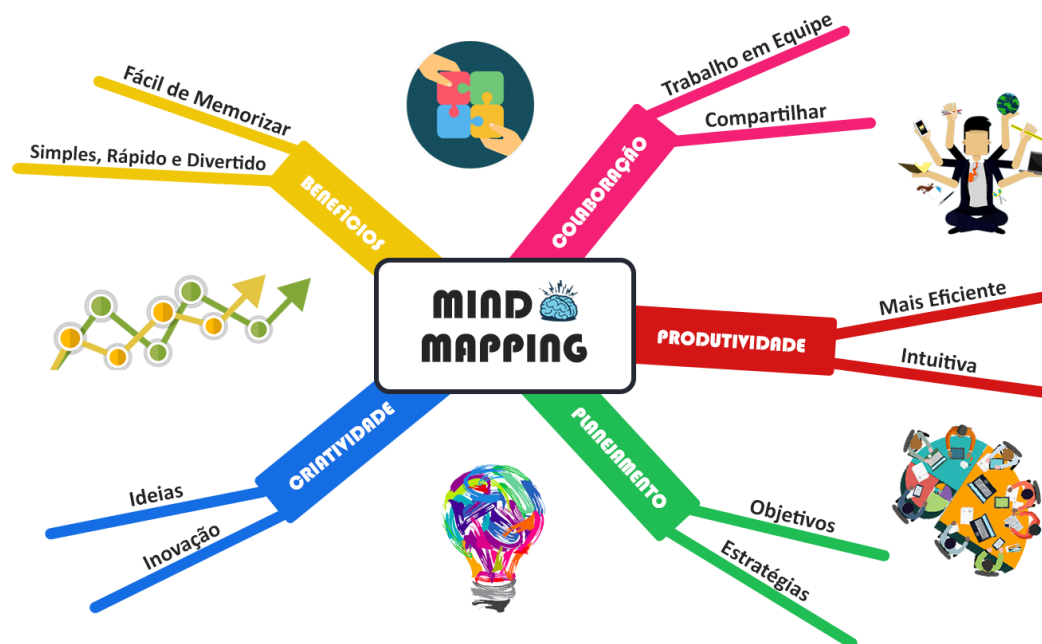 MIND
MAPPING
COLABORAÇÃO
Trabalho em Equipe
Compartilhar
PRODUTIVIDADE
Mais Eficiente
Intuitiva
PLANEJAMENTO
Objetivos
Estratégias
CRIATIVIDADE
Ideias
Inovação
BENEFÌCIOS
Fácil de Memorizar
Simples, Rápido e Divertido